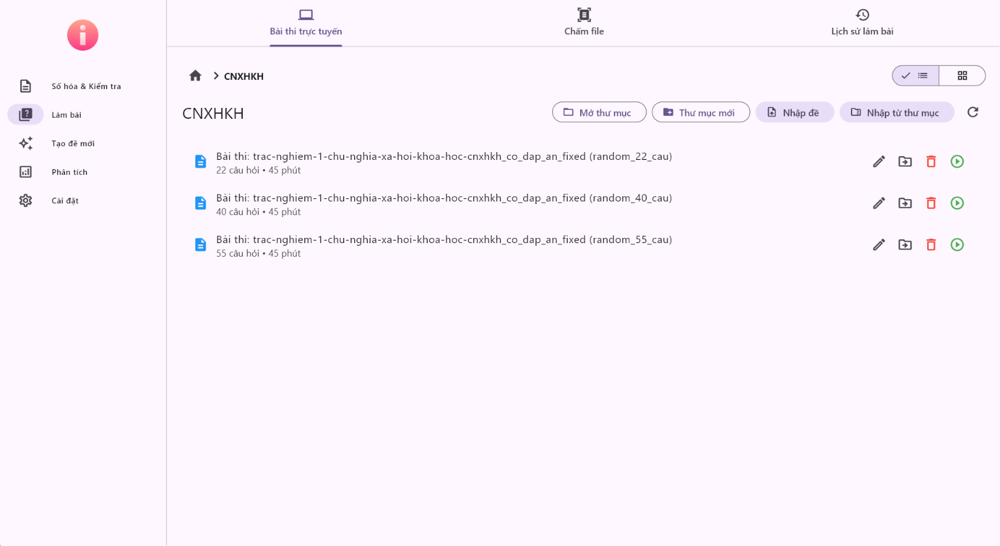 Bài thi trực tuyến
Chấm file
Lịch sử làm bài
Số hóa & Kiểm tra
Làm bài
Tạo đề mới
Phân tích
Cài đặt
CNXHKH
CNXHKH
Mở thư mục
Thư mục mới
Nhập đề
Nhập từ thư mục
Bài thi: trac-nghiem-1-chu-nghia-xa-hoi-khoa-hoc-cnxhkh_co_dap_an_fixed (random_22_cau)
22 câu hỏi • 45 phút
Bài thi: trac-nghiem-1-chu-nghia-xa-hoi-khoa-hoc-cnxhkh_co_dap_an_fixed (random_40_cau)
40 câu hỏi • 45 phút
Bài thi: trac-nghiem-1-chu-nghia-xa-hoi-khoa-hoc-cnxhkh_co_dap_an_fixed (random_55_cau)
55 câu hỏi • 45 phút